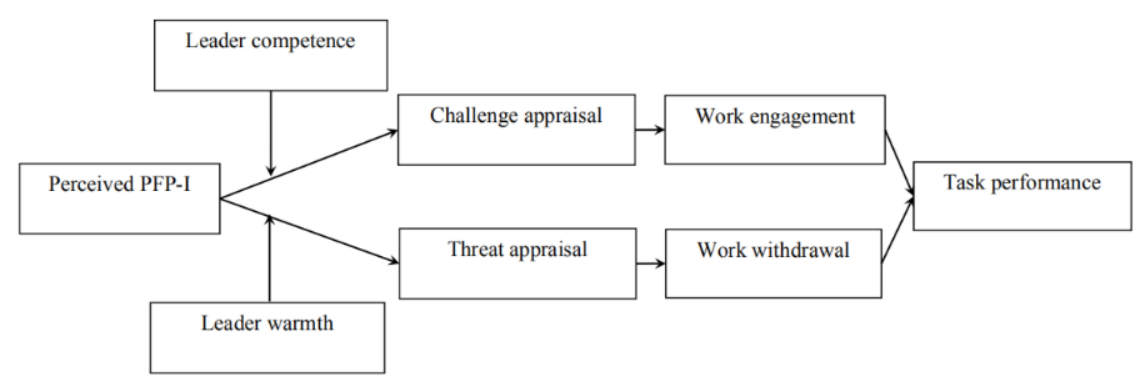 Leader competence
Challenge appraisal
Work engagement
Perceived PFP-I
Task performance
Threat appraisal
Work withdrawal
Leader warmth